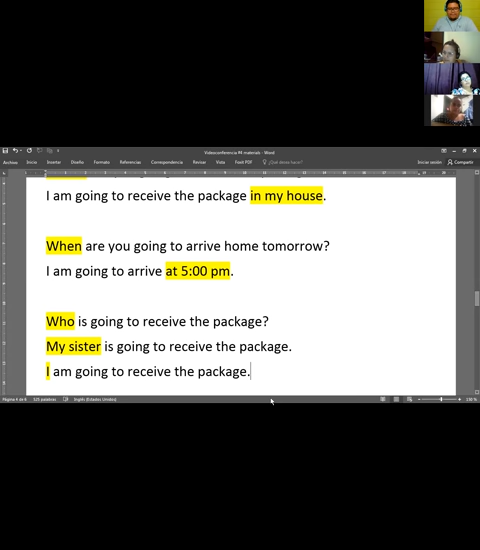 Videoconferencia #4 materials - Word
Archivo Inicio Insertar Diseño Formato Referencias Correspondencia Revisar Vista Foxit PDF ¿Qué desea hacer? Iniciar sesión Compartir
I am going to receive the package in my house.
When are you going to arrive home tomorrow?
I am going to arrive at 5:00 pm.
Who is going to receive the package?
My sister is going to receive the package.
I am going to receive the package.
Página 4 de 6 525 palabras Inglés (Estados Unidos) 130 %